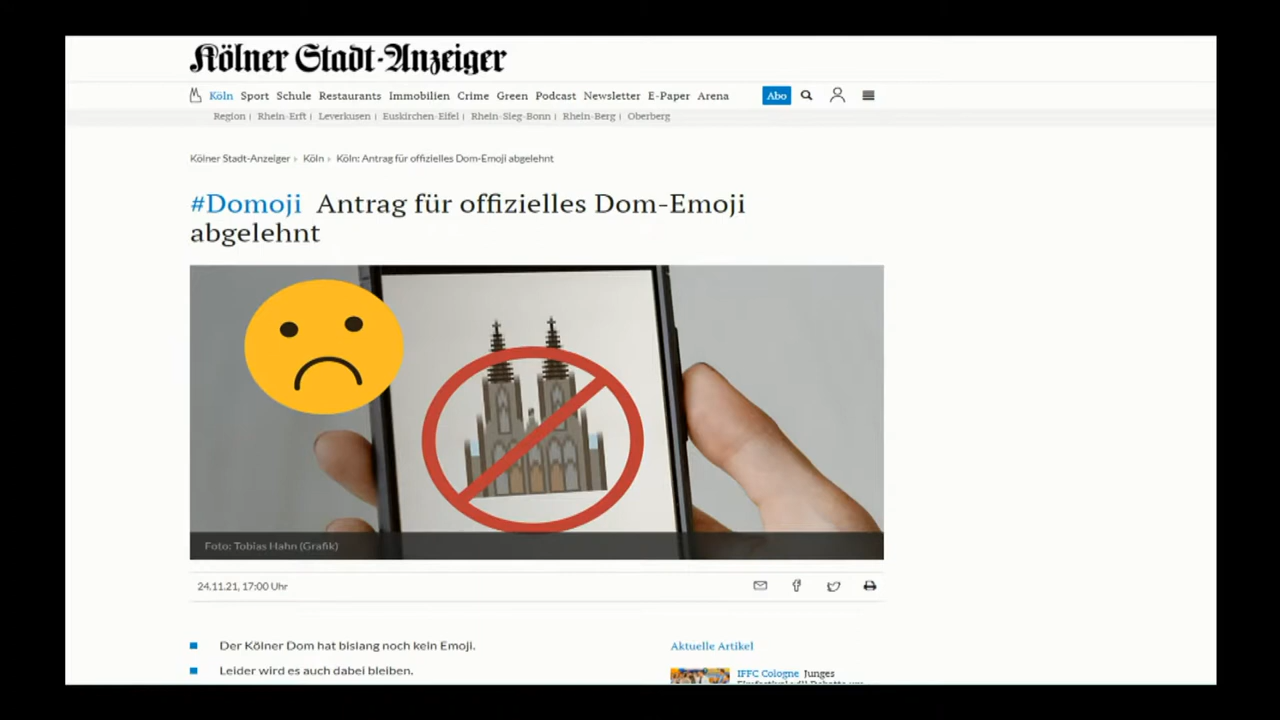 Kölner Stadt-Anzeiger
Köln Sport Schule Restaurants Immobilien Crime Green Podcast Newsletter E-Paper Arena Abo
Region | Rhein-Erft | Leverkusen | Euskirchen-Eifel | Rhein-Sieg-Bonn | Rhein-Berg | Oberberg
Kölner Stadt-Anzeiger › Köln › Köln: Antrag für offizielles Dom-Emoji abgelehnt
#Domoji Antrag für offizielles Dom-Emoji
abgelehnt
Foto: Tobias Hahn (Grafik)
24.11.21, 17:00 Uhr
Der Kölner Dom hat bislang noch kein Emoji.
Leider wird es auch dabei bleiben.
Aktuelle Artikel
IFFC Cologne Junges